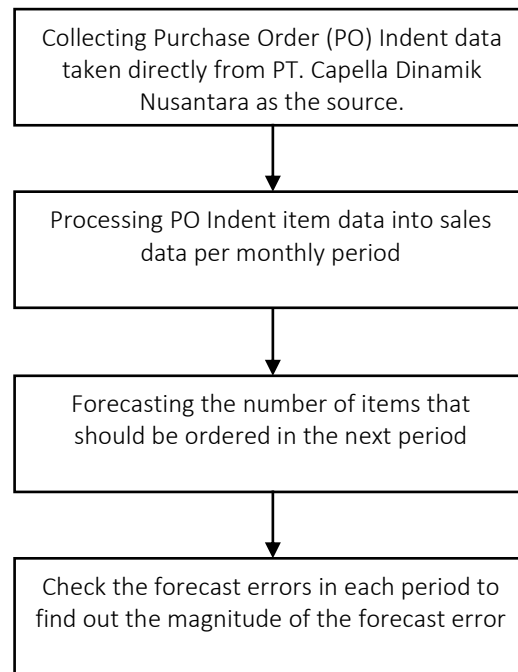 Collecting Purchase Order (PO) Indent data
taken directly from PT. Capella Dinamik
Nusantara as the source.
Processing PO Indent item data into sales
data per monthly period
Forecasting the number of items that
should be ordered in the next period
Check the forecast errors in each period to
find out the magnitude of the forecast error